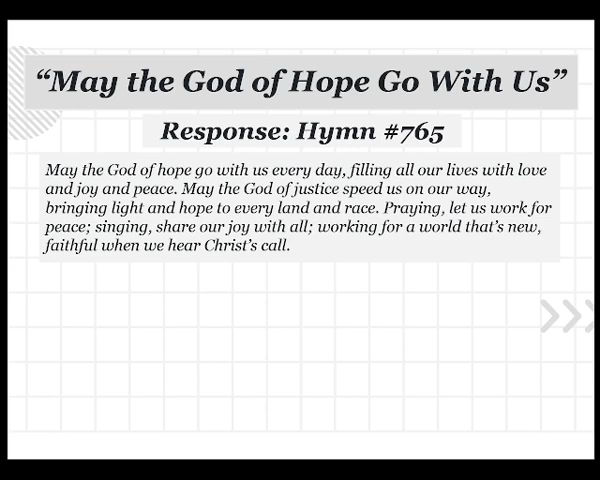 “May the God of Hope Go With Us”
Response: Hymn #765
May the God of hope go with us every day, filling all our lives with love
and joy and peace. May the God of justice speed us on our way,
bringing light and hope to every land and race. Praying, let us work for
peace; singing, share our joy with all; working for a world that’s new,
faithful when we hear Christ’s call.